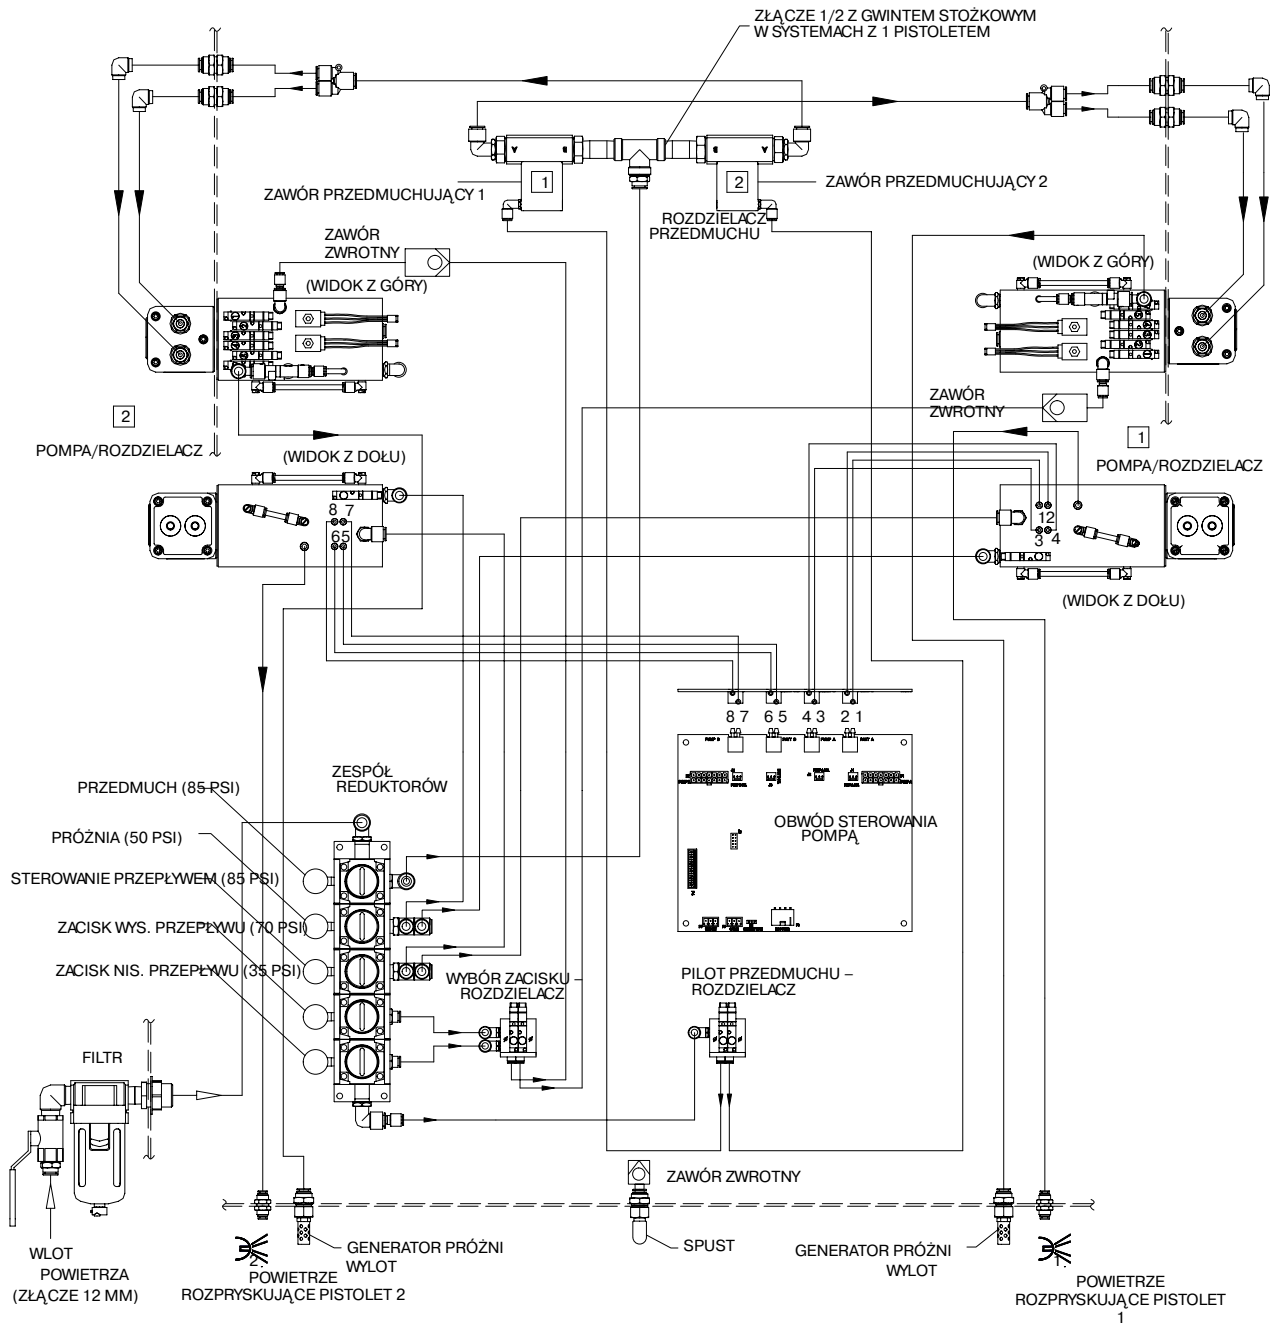 ZŁĄCZE 1/2 Z GWINTEM STOŻKOWYM
W SYSTEMACH Z 1 PISTOLETEM
A
B
B
A
1
2
ZAWÓR PRZEDMUCHUJĄCY 1
ZAWÓR PRZEDMUCHUJĄCY 2
ROZDZIELACZ
PRZEDMUCHU
ZAWÓR
ZWROTNY
(WIDOK Z GÓRY)
(WIDOK Z GÓRY)
ZAWÓR
ZWROTNY
2
POMPA/ROZDZIELACZ
1
POMPA/ROZDZIELACZ
(WIDOK Z DOŁU)
8 7
65
12
3 4
(WIDOK Z DOŁU)
8 7 6 5 4 3 2 1
OBWÓD STEROWANIA
POMPĄ
ZESPÓŁ
REDUKTORÓW
PRZEDMUCH (85 PSI)
PRÓŻNIA (50 PSI)
STEROWANIE PRZEPŁYWEM (85 PSI)
ZACISK WYS. PRZEPŁYWU (70 PSI)
ZACISK NIS. PRZEPŁYWU (35 PSI)
WYBÓR ZACISKU –
ROZDZIELACZ
PILOT PRZEDMUCHU –
ROZDZIELACZ
FILTR
WLOT
POWIETRZA
(ZŁĄCZE 12 MM)
ZAWÓR ZWROTNY
SPUST
GENERATOR PRÓŻNI
WYLOT
GENERATOR PRÓŻNI
WYLOT
2.
POWIETRZE
ROZPRYSKUJĄCE PISTOLET 2
1.
POWIETRZE
ROZPRYSKUJĄCE PISTOLET
1